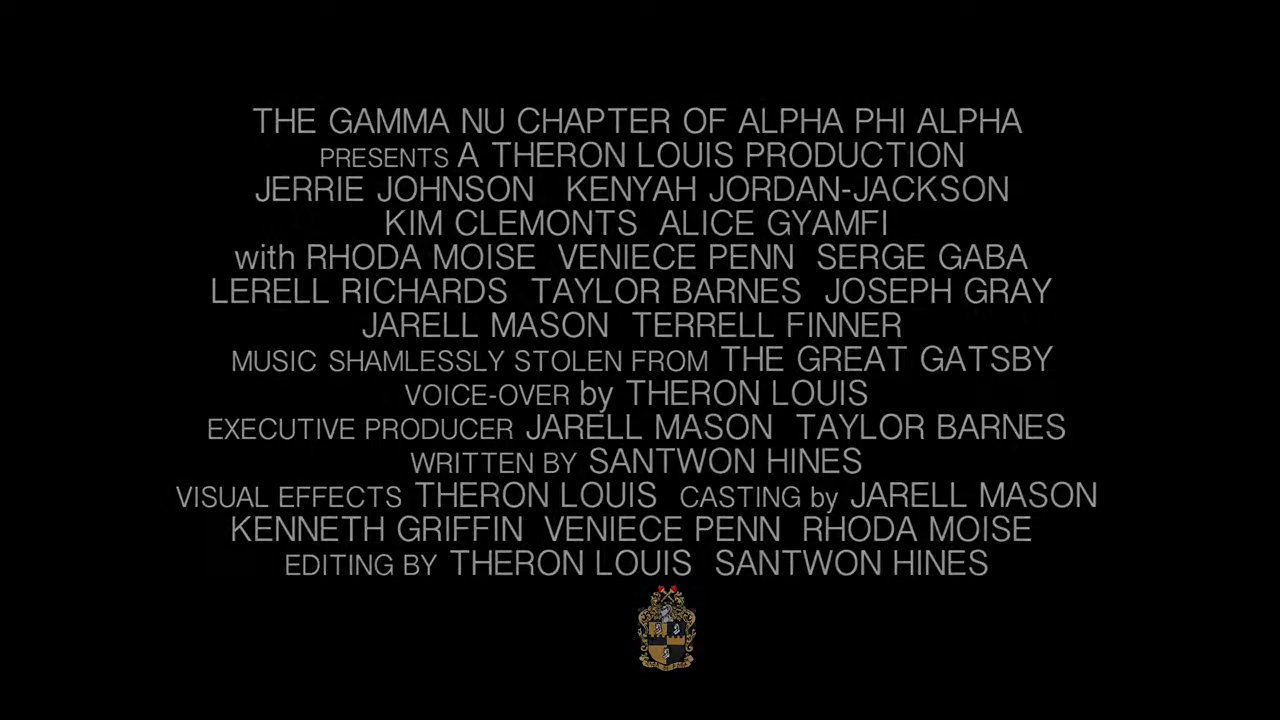 THE GAMMA NU CHAPTER OF ALPHA PHI ALPHA
PRESENTS A THERON LOUIS PRODUCTION
JERRIE JOHNSON KENYAH JORDAN-JACKSON
KIM CLEMONTS ALICE GYAMFI
with RHODA MOISE VENIECE PENN SERGE GABA
LERELL RICHARDS TAYLOR BARNES JOSEPH GRAY
JARELL MASON TERRELL FINNER
MUSIC SHAMLESSLY STOLEN FROM THE GREAT GATSBY
VOICE-OVER by THERON LOUIS
EXECUTIVE PRODUCER JARELL MASON TAYLOR BARNES
WRITTEN BY SANTWON HINES
VISUAL EFFECTS THERON LOUIS CASTING by JARELL MASON
KENNETH GRIFFIN VENIECE PENN RHODA MOISE
EDITING BY THERON LOUIS SANTWON HINES